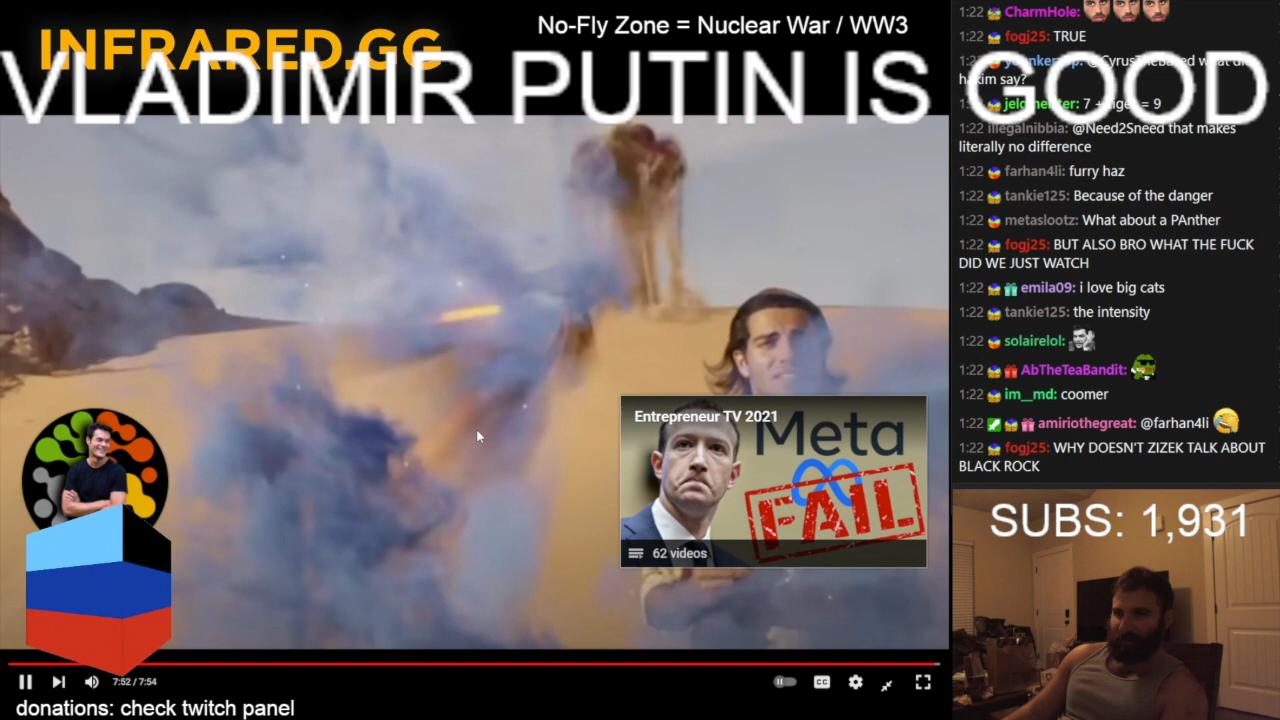 No-Fly Zone = Nuclear War / WW3
INFRARED.GG
VLADIMIR PUTIN IS GOOD
Entrepreneur TV 2021
Meta
FAIL
62 videos
7:52 / 7:54
CC
donations: check twitch panel
1:22 CharmHole:
1:22 fogj25: TRUE
1:22
say?
1:22 7 + = 9
1:22 illegalnibbia: @Need2Sneed that makes
literally no difference
1:22 farhan4li: furry haz
1:22 tankie125: Because of the danger
1:22 metaslootz: What about a PAnther
1:22 fogj25: BUT ALSO BRO WHAT THE FUCK
DID WE JUST WATCH
1:22 emila09: i love big cats
1:22 tankie125: the intensity
1:22 solairelol:
1:22 AbTheTeaBandit:
1:22 im__md: coomer
1:22 amiriothegreat: @farhan4li
1:22 fogj25: WHY DOESN'T ZIZEK TALK ABOUT
BLACK ROCK
SUBS: 1,931